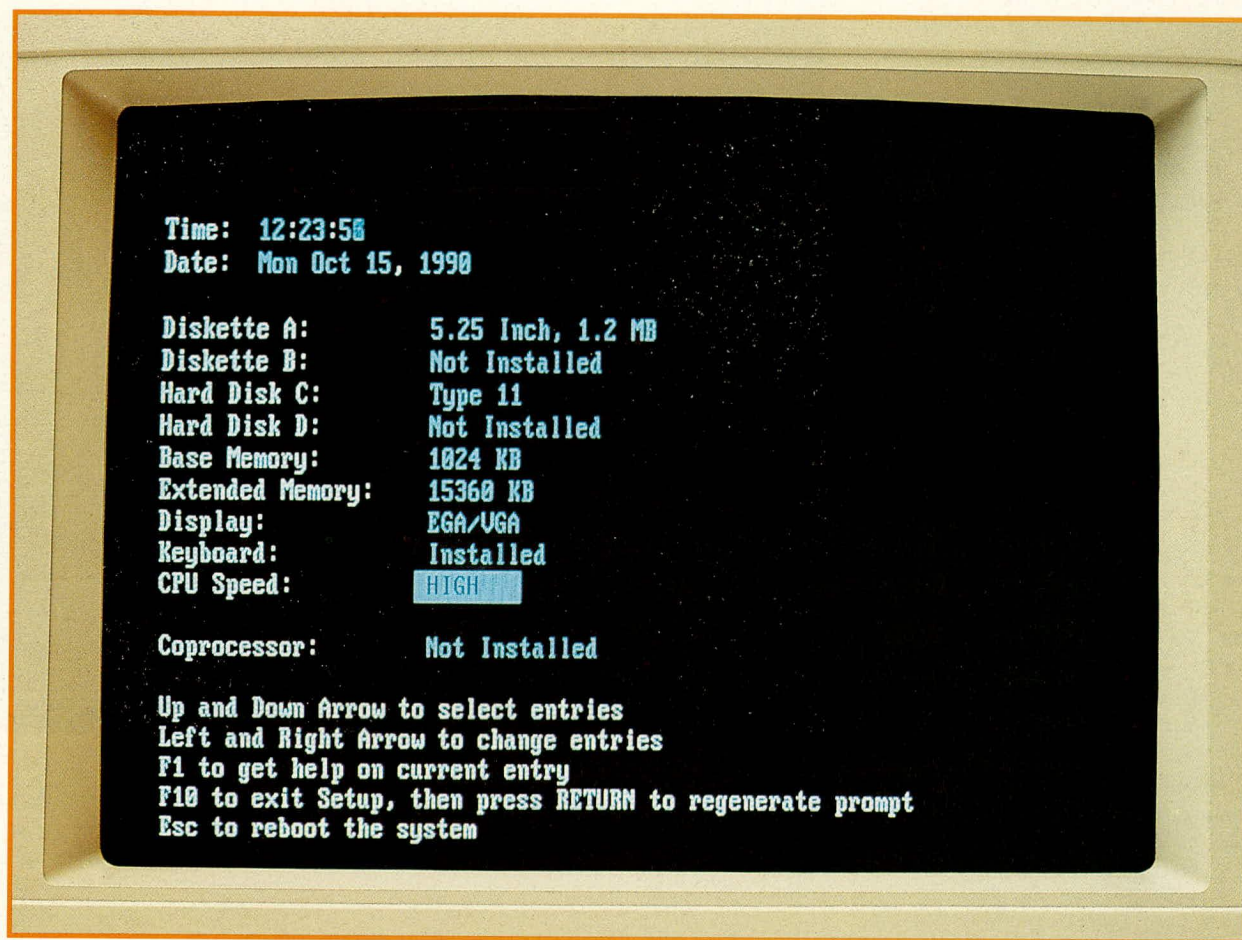 Time: 12:23:58
Date: Mon Oct 15, 1990
Diskette A: 5.25 Inch, 1.2 MB
Diskette B: Not Installed
Hard Disk C: Type 11
Hard Disk D: Not Installed
Base Memory: 1024 KB
Extended Memory: 15360 KB
Display: EGA/VGA
Keyboard: Installed
CPU Speed: HIGH
Coprocessor: Not Installed
Up and Down Arrow to select entries
Left and Right Arrow to change entries
F1 to get help on current entry
F10 to exit Setup, then press RETURN to regenerate prompt
Esc to reboot the system